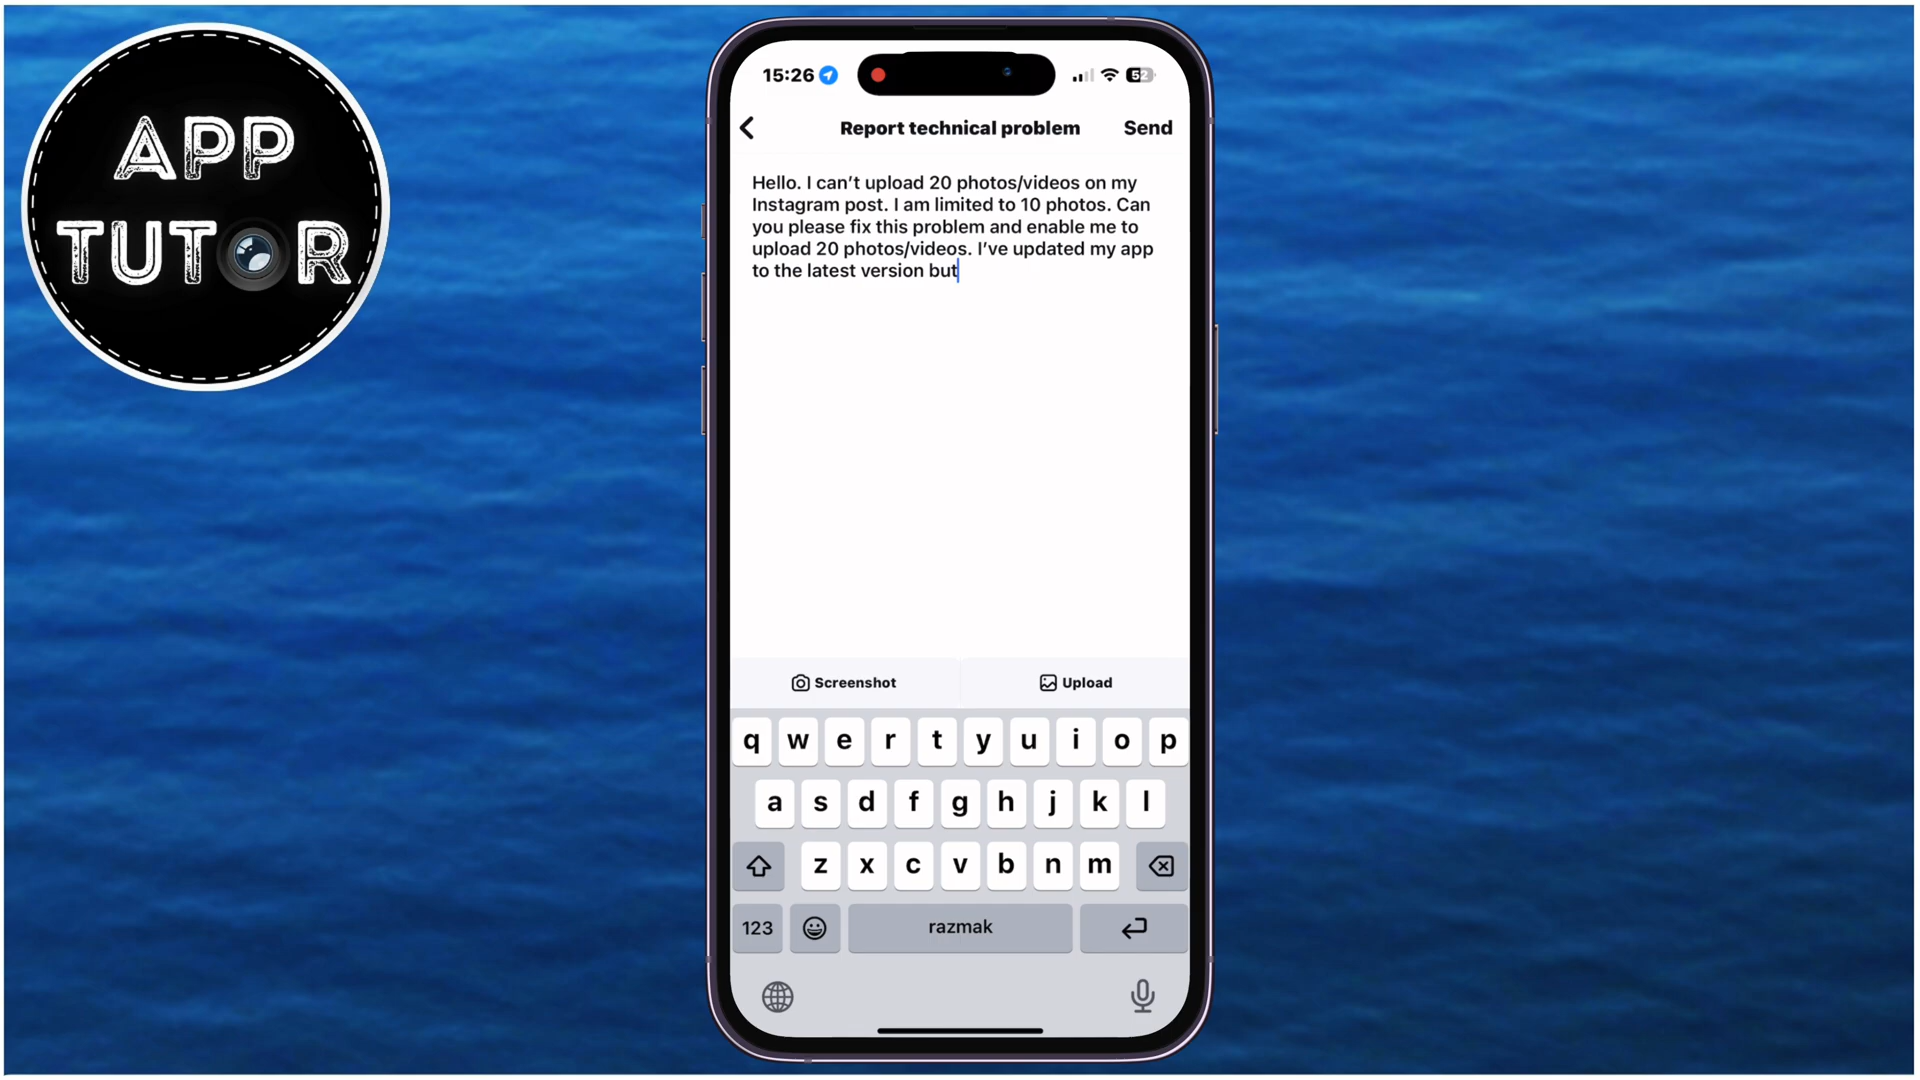 APP
TUTOR
15:26
52
Report technical problem
Send
Hello. I can’t upload 20 photos/videos on my
Instagram post. I am limited to 10 photos. Can
you please fix this problem and enable me to
upload 20 photos/videos. I’ve updated my app
to the latest version but
Screenshot
Upload
q w e r t y u i o p
a s d f g h j k l
z x c v b n m
123
razmak